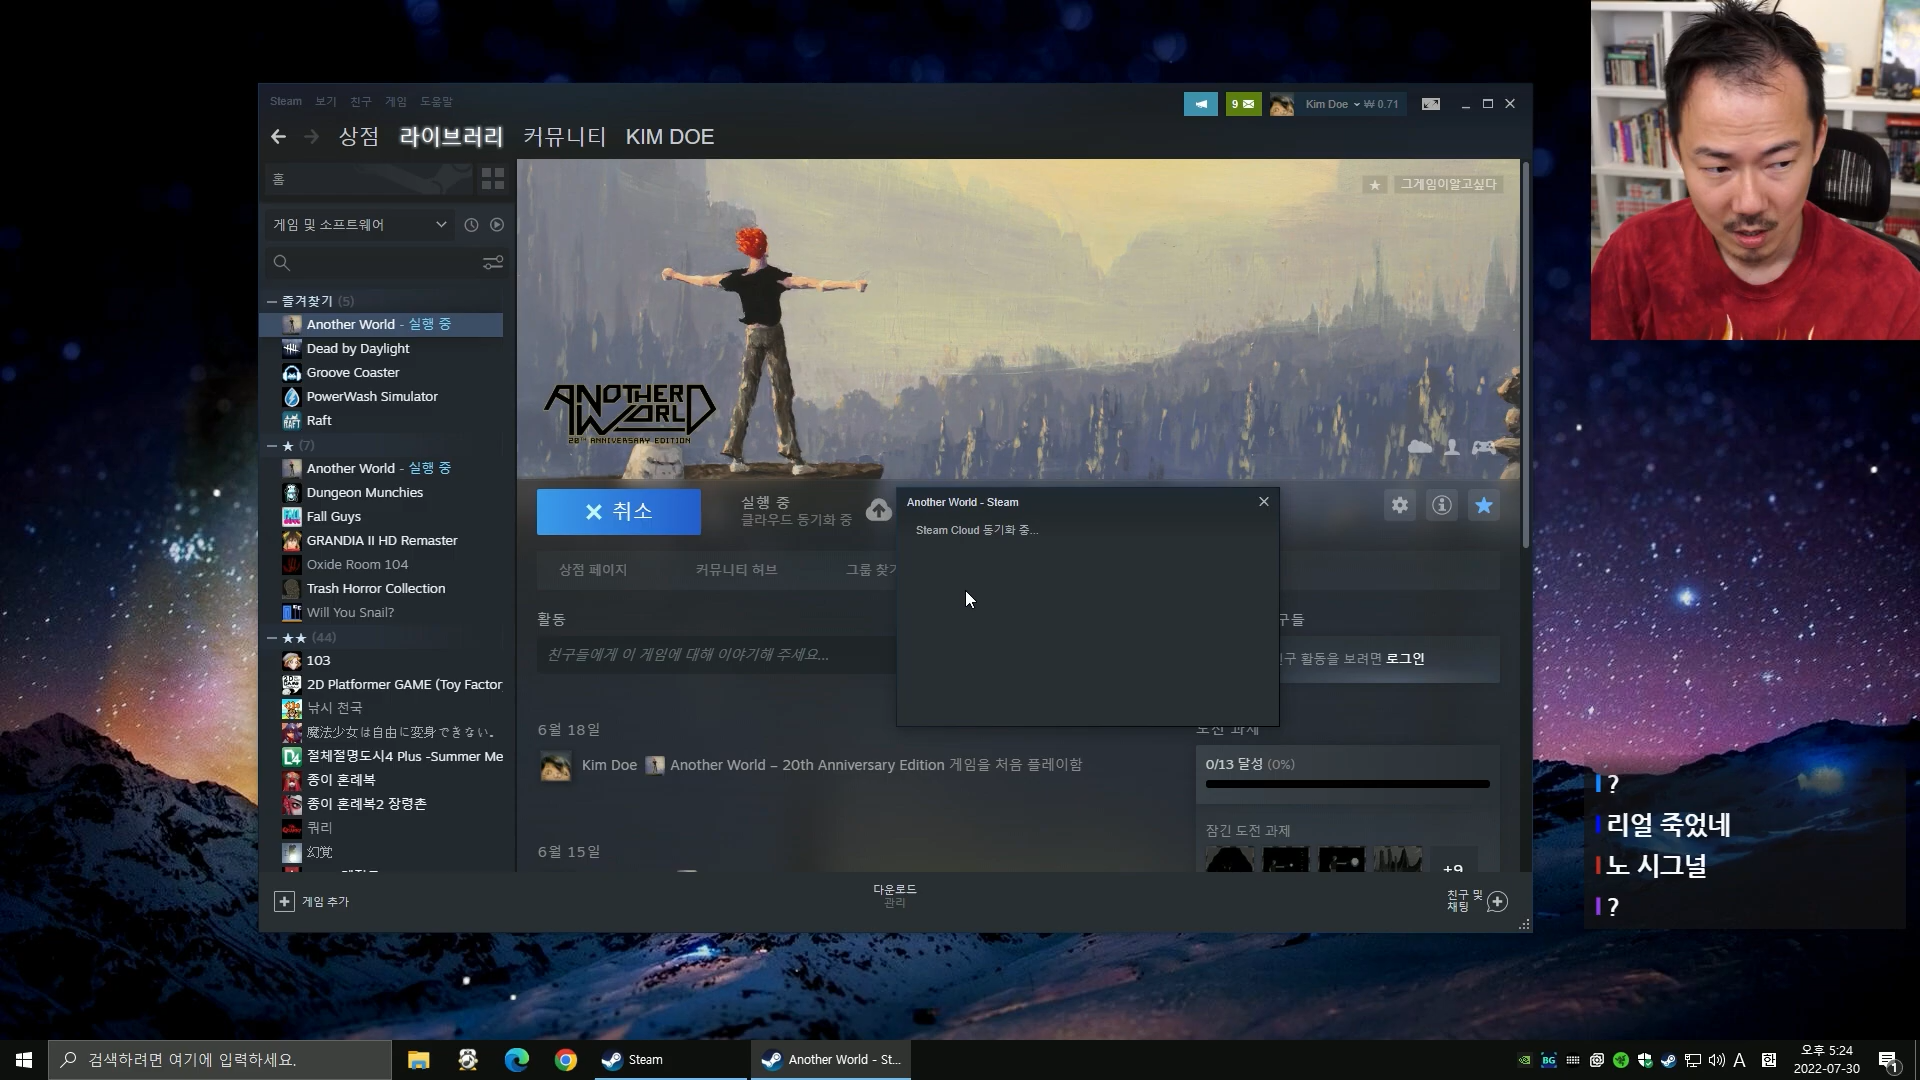 Steam 보기 친구 게임 도움말
9
Kim Doe ₩ 0.71
상점 라이브러리 커뮤니티 KIM DOE
홈
그게임이알고싶다
게임 및 소프트웨어
즐겨찾기 (5)
Another World - 실행 중
Dead by Daylight
Groove Coaster
PowerWash Simulator
Raft
★ (7)
Another World - 실행 중
Dungeon Munchies
Fall Guys
GRANDIA II HD Remaster
Oxide Room 104
Trash Horror Collection
Will You Snail?
★★ (44)
103
2D Platformer GAME (Toy Factor
낚시 천국
魔法少女は自由に変身できない。
절체절명도시4 Plus -Summer Me
종이 혼례복
종이 혼례복2 장령촌
쿼리
幻覚
게임 추가
ANOTHER WORLD
20TH ANNIVERSARY EDITION
취소
실행 중
클라우드 동기화 중
Another World - Steam
Steam Cloud 동기화 중...
상점 페이지 커뮤니티 허브 그룹 찾기
활동
구들
친구들에게 이 게임에 대해 이야기해 주세요...
구 활동을 보려면 로그인
6월 18일
Kim Doe Another World – 20th Anniversary Edition 게임을 처음 플레이함
도전 과제
0/13 달성 (0%)
잠긴 도전 과제
+9
6월 15일
다운로드
관리
친구 및
채팅
?
리얼 죽었네
노 시그널
?
검색하려면 여기에 입력하세요.
Steam
Another World - St...
BG
A
오후 5:24
2022-07-30
1